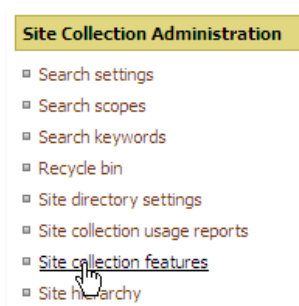 Site Collection Administration
Search settings
Search scopes
Search keywords
Recycle bin
Site directory settings
Site collection usage reports
Site collection features
Site hierarchy